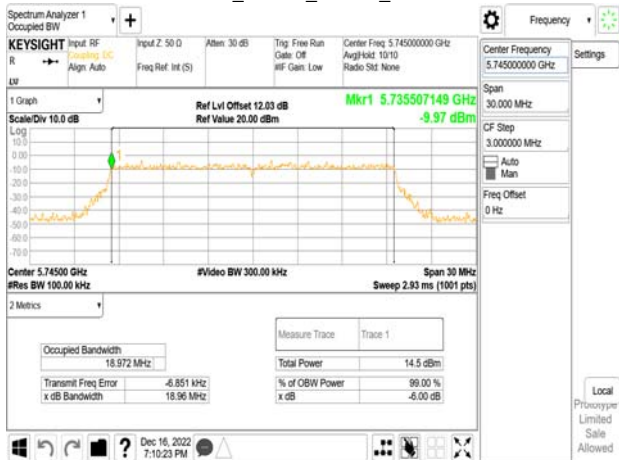 Spectrum Analyzer 1
Occupied BW
Frequency
KEYSIGHT
R
LXI
Input: RF
Coupling: DC
Align: Auto
Input Z: 50 Ω
Freq Ref: Int (S)
Atten: 30 dB
Trig: Free Run
Gate: Off
#IF Gain: Low
Center Freq: 5.745000000 GHz
Avg|Hold: 10/10
Radio Std: None
Center Frequency
5.745000000 GHz
Settings
Span
30.000 MHz
CF Step
3.000000 MHz
Auto
Man
Freq Offset
0 Hz
1 Graph
Scale/Div 10.0 dB
Ref Lvl Offset 12.03 dB
Ref Value 20.00 dBm
Mkr1 5.735507149 GHz
-9.97 dBm
Log
10.0
0.00
-10.0
-20.0
-30.0
-40.0
-50.0
-60.0
-70.0
1
Center 5.74500 GHz
#Res BW 100.00 kHz
#Video BW 300.00 kHz
Span 30 MHz
Sweep 2.93 ms (1001 pts)
2 Metrics
Measure Trace
Trace 1
Occupied Bandwidth
18.972 MHz
Total Power
14.5 dBm
Transmit Freq Error
-6.851 kHz
% of OBW Power
99.00 %
x dB Bandwidth
18.96 MHz
x dB
-6.00 dB
Local
Prototype
Limited
Sale
Allowed
?
Dec 16, 2022
7:10:23 PM